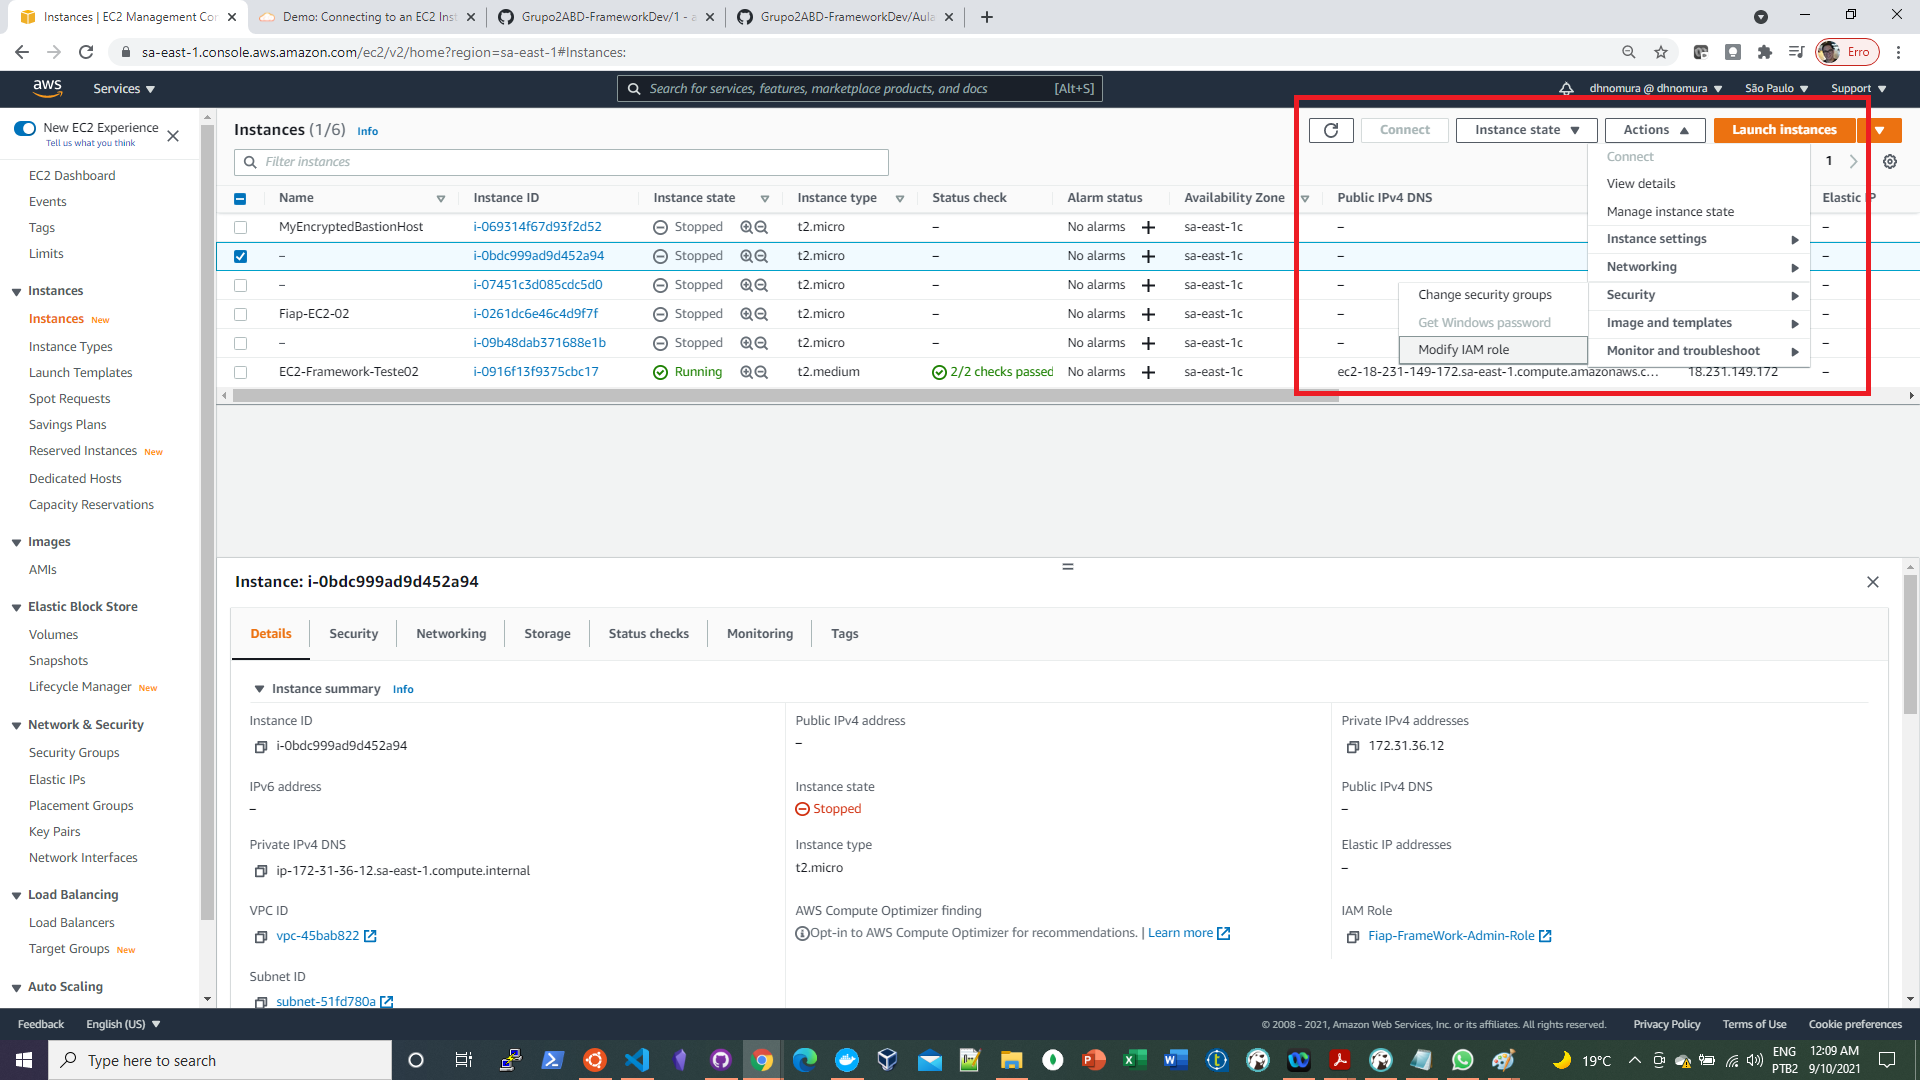 Instances | EC2 Management Con
Demo: Connecting to an EC2 Inst
Grupo2ABD-FrameworkDev/1 - a
Grupo2ABD-FrameworkDev/Aula
sa-east-1.console.aws.amazon.com/ec2/v2/home?region=sa-east-1#Instances:
Erro
aws
Services
Search for services, features, marketplace products, and docs
[Alt+S]
dhnomura @ dhnomura
São Paulo
Support
New EC2 Experience
Tell us what you think
EC2 Dashboard
Events
Tags
Limits
Instances
Instances New
Instance Types
Launch Templates
Spot Requests
Savings Plans
Reserved Instances New
Dedicated Hosts
Capacity Reservations
Images
AMIs
Elastic Block Store
Volumes
Snapshots
Lifecycle Manager New
Network & Security
Security Groups
Elastic IPs
Placement Groups
Key Pairs
Network Interfaces
Load Balancing
Load Balancers
Target Groups New
Auto Scaling
Instances (1/6) Info
Connect
Instance state
Actions
Launch instances
Filter instances
1
Name Instance ID Instance state Instance type Status check Alarm status Availability Zone Public IPv4 DNS Elastic IP
MyEncryptedBastionHost i-069314f67d93f2d52 Stopped t2.micro – No alarms + sa-east-1c – –
– i-0bdc999ad9d452a94 Stopped t2.micro – No alarms + sa-east-1c – –
– i-07451c3d085cdc5d0 Stopped t2.micro – No alarms + sa-east-1c – –
Fiap-EC2-02 i-0261dc6e46c4d9f7f Stopped t2.micro – No alarms + sa-east-1c –
– i-09b48dab371688e1b Stopped t2.micro – No alarms + sa-east-1c –
EC2-Framework-Teste02 i-0916f13f9375cbc17 Running t2.medium 2/2 checks passed No alarms + sa-east-1c ec2-18-231-149-172.sa-east-1.compute.amazonaws.c... 18.231.149.172 –
Connect
View details
Manage instance state
Instance settings
Networking
Security
Image and templates
Monitor and troubleshoot
Change security groups
Get Windows password
Modify IAM role
Instance: i-0bdc999ad9d452a94
Details
Security
Networking
Storage
Status checks
Monitoring
Tags
Instance summary Info
Instance ID
i-0bdc999ad9d452a94
Public IPv4 address
–
Private IPv4 addresses
172.31.36.12
IPv6 address
–
Instance state
Stopped
Public IPv4 DNS
–
Private IPv4 DNS
ip-172-31-36-12.sa-east-1.compute.internal
Instance type
t2.micro
Elastic IP addresses
–
VPC ID
vpc-45bab822
AWS Compute Optimizer finding
Opt-in to AWS Compute Optimizer for recommendations. | Learn more
IAM Role
Fiap-FrameWork-Admin-Role
Subnet ID
subnet-51fd780a
Feedback
English (US)
© 2008 - 2021, Amazon Web Services, Inc. or its affiliates. All rights reserved.
Privacy Policy
Terms of Use
Cookie preferences
Type here to search
19°C
ENG
PTB2
12:09 AM
9/10/2021